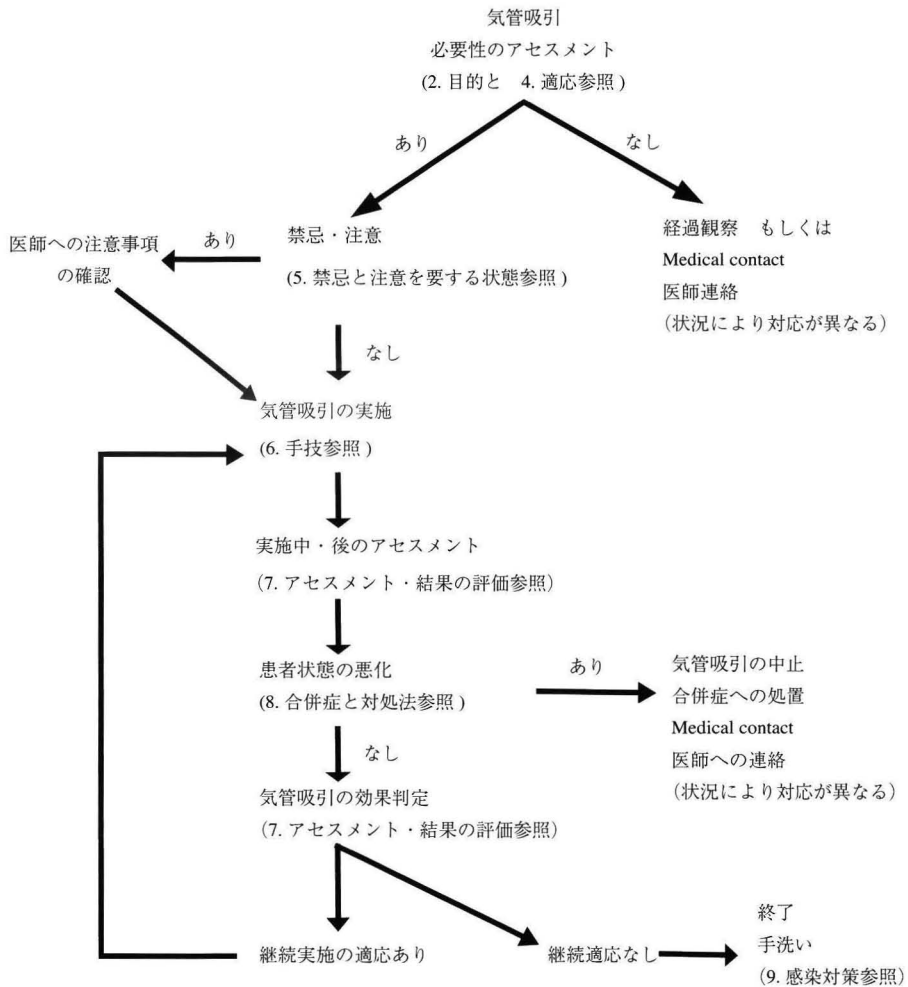 気管吸引
必要性のアセスメント
(2. 目的と　4. 適応参照 )
あり
なし
禁忌・注意
(5. 禁忌と注意を要する状態参照 )
あり
医師への注意事項
の確認
経過観察　もしくは
Medical contact
医師連絡
（状況により対応が異なる）
なし
気管吸引の実施
(6. 手技参照 )
実施中・後のアセスメント
（7. アセスメント・結果の評価参照）
患者状態の悪化
(8. 合併症と対処法参照 )
あり
気管吸引の中止
合併症への処置
Medical contact
医師への連絡
（状況により対応が異なる）
なし
気管吸引の効果判定
（7. アセスメント・結果の評価参照）
継続実施の適応あり
継続適応なし
終了
手洗い
(9. 感染対策参照）